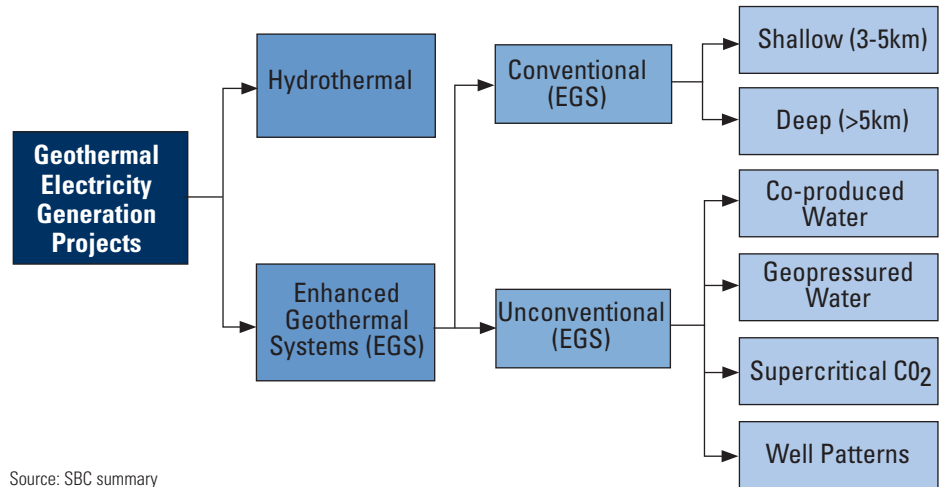 Geothermal
Electricity
Generation
Projects
Hydrothermal
Enhanced
Geothermal
Systems (EGS)
Conventional
(EGS)
Unconventional
(EGS)
Shallow (3-5km)
Deep (>5km)
Co-produced
Water
Geopressured
Water
Supercritical C0₂
Well Patterns
Source: SBC summary